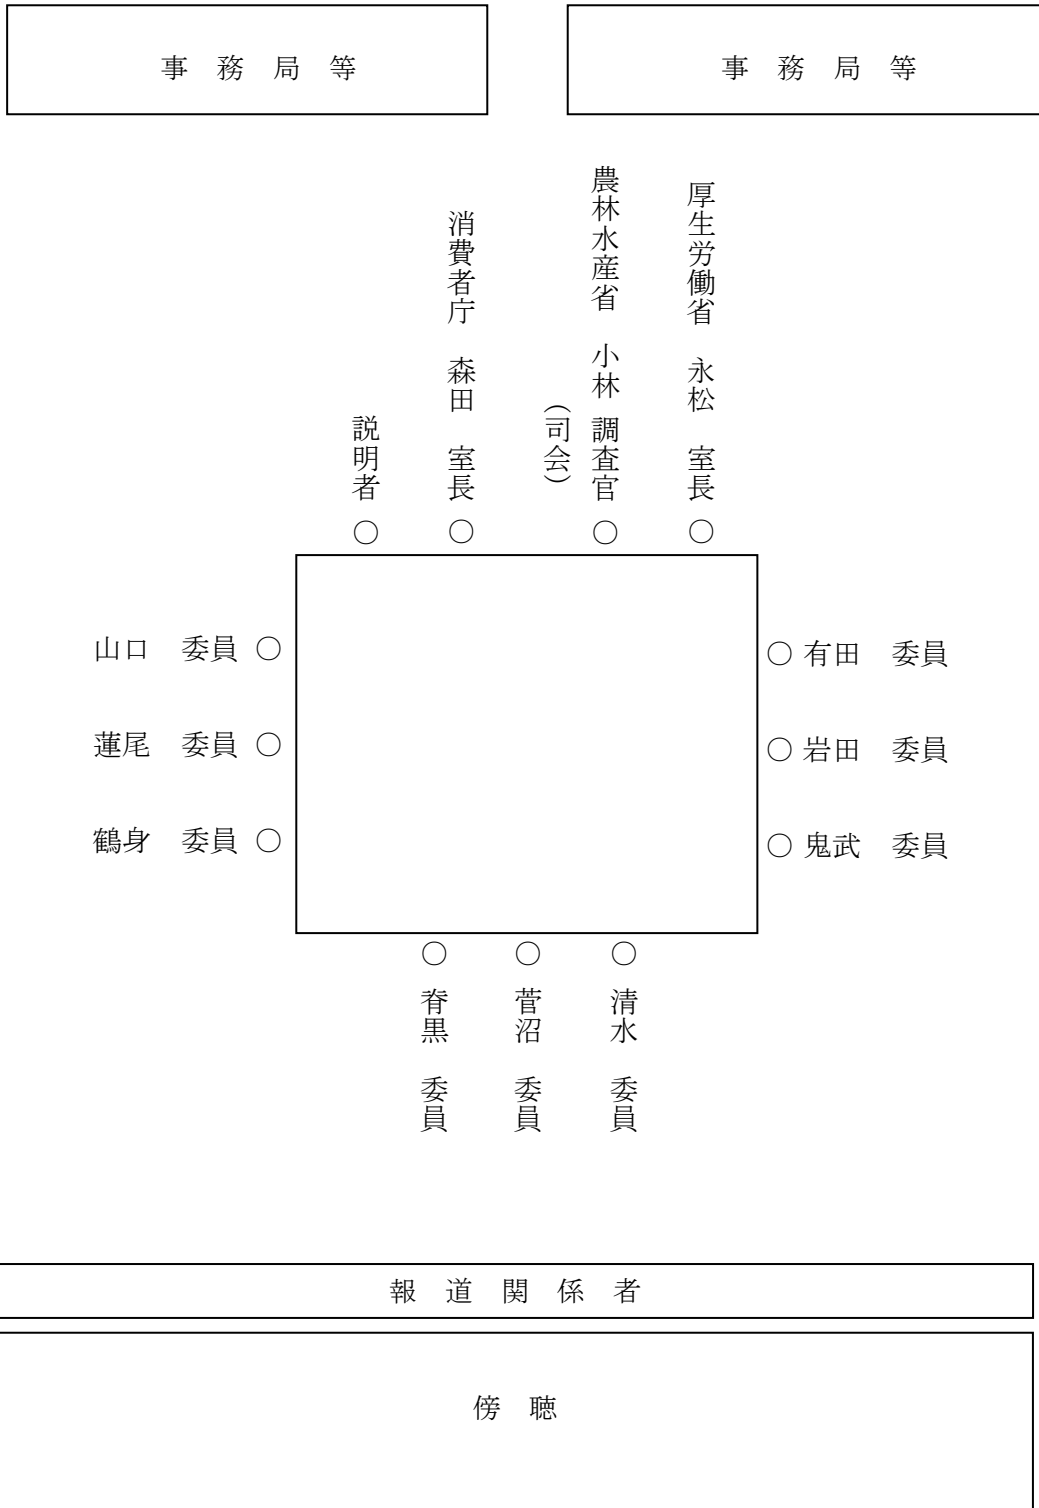 事務局等
事務局等
厚生労働省　永松　室長 ○
農林水産省　小林 調査官 ○
（司会）
消費者庁　森田　室長 ○
説明者 ○
山口　委員 ○
蓮尾　委員 ○
鶴身　委員 ○
○ 有田　委員
○ 岩田　委員
○ 鬼武　委員
○ 清水　委員
○ 菅沼　委員
○ 脊黒　委員
報道関係者
傍聴